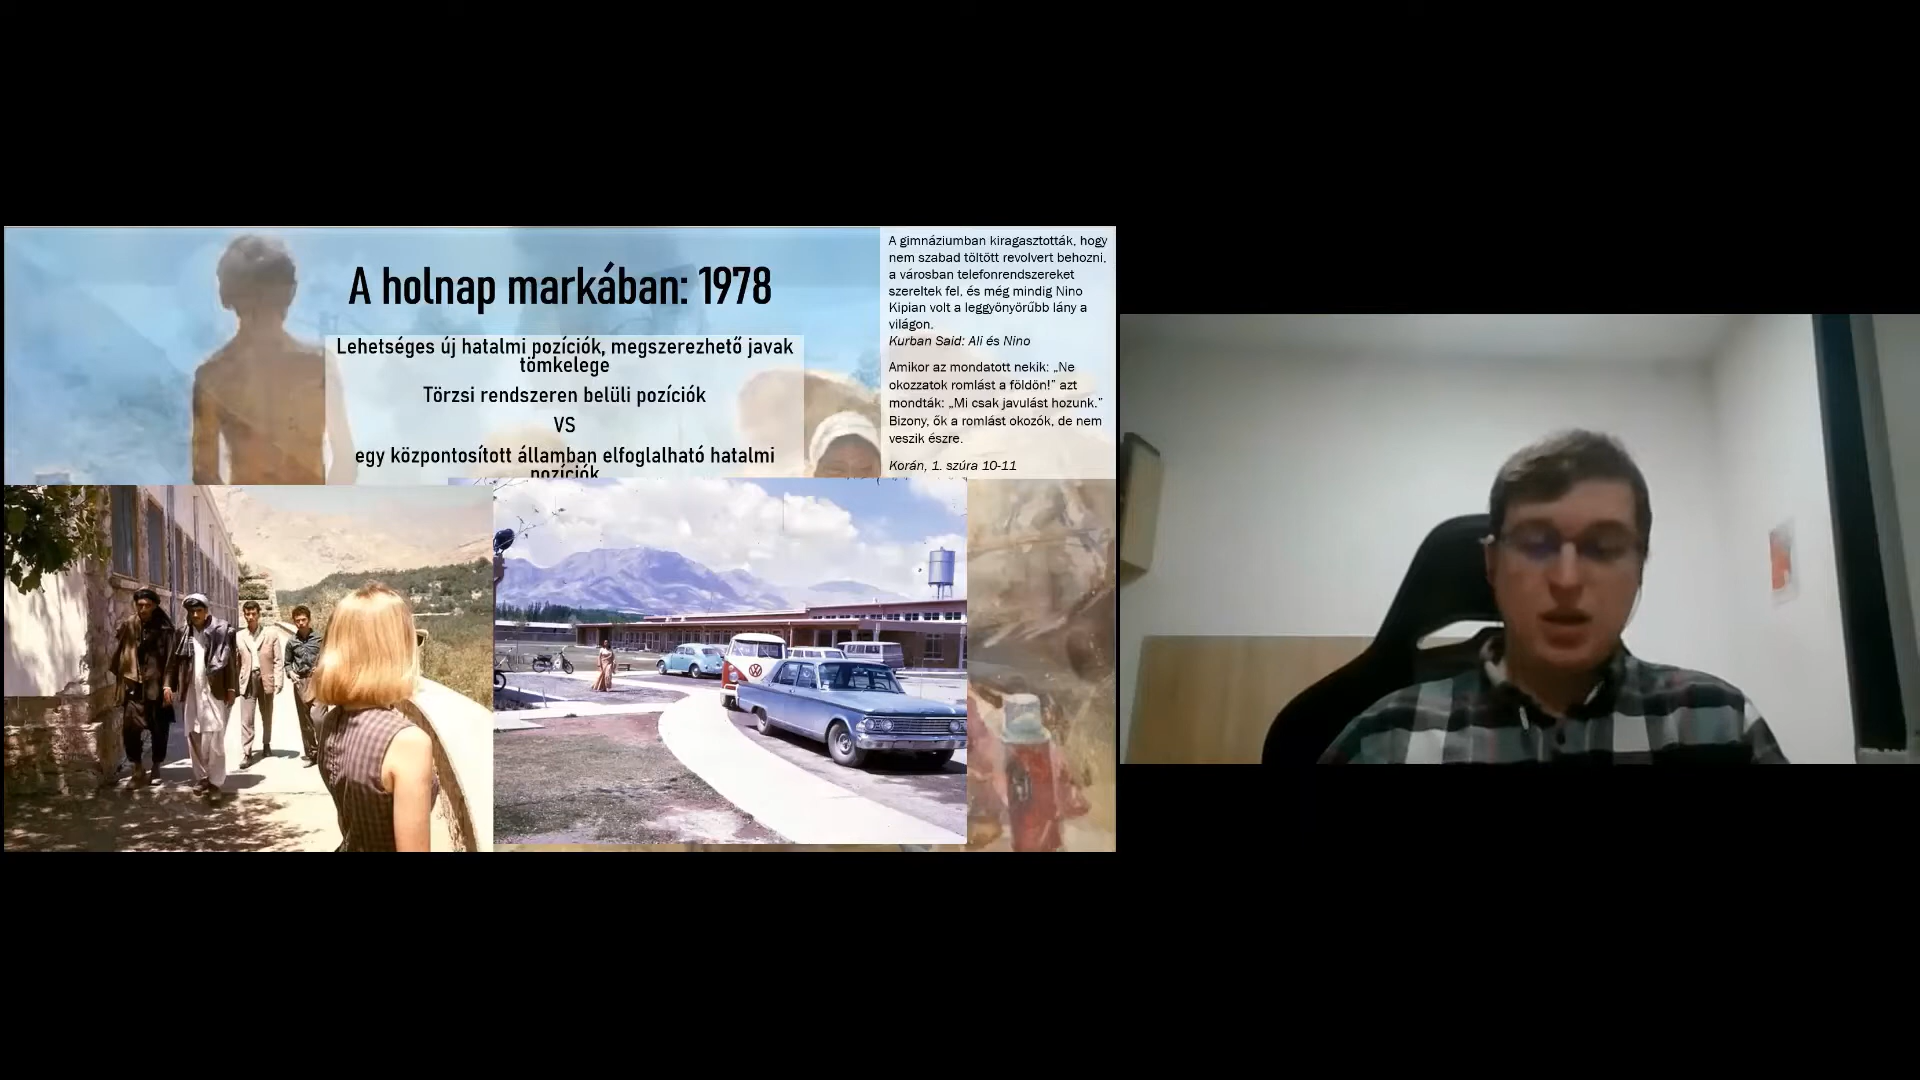 A holnap markában: 1978
Lehetséges új hatalmi pozíciók, megszerezhető javak
tömkelege
Törzsi rendszeren belüli pozíciók
VS
egy központosított államban elfoglalható hatalmi
pozíciók
A gimnáziumban kiragasztották, hogy
nem szabad töltött revolvert behozni,
a városban telefonrendszereket
szereltek fel, és még mindig Nino
Kipian volt a leggyönyörűbb lány a
világon.
Kurban Said: Ali és Nino
Amikor az mondatott nekik: „Ne
okozzatok romlást a földön!” azt
mondták: „Mi csak javulást hozunk.”
Bizony, ők a romlást okozók, de nem
veszik észre.
Korán, 1. szúra 10-11